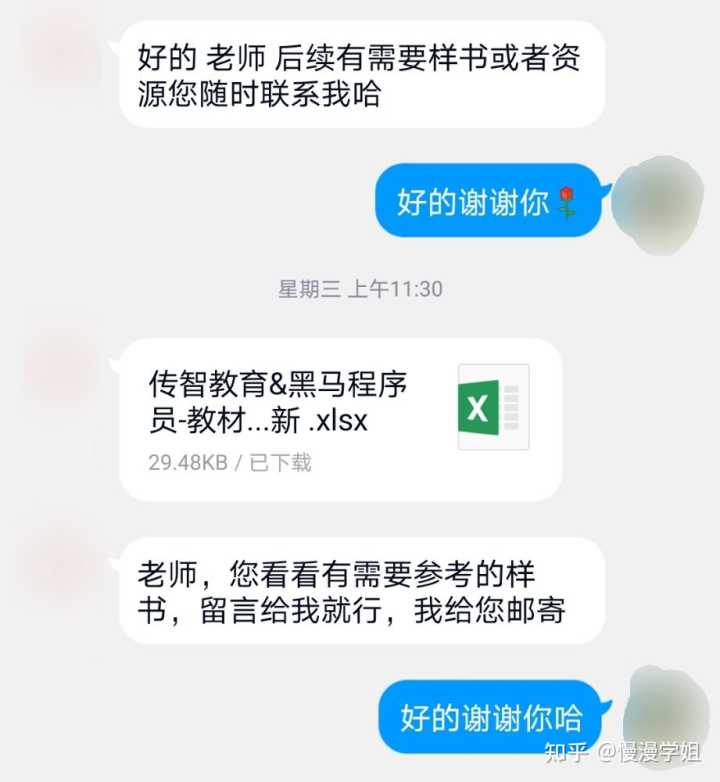 好的 老师 后续有需要样书或者资
源您随时联系我哈
好的谢谢你🌹
星期三 上午11:30
传智教育&黑马程序
员-教材...新 .xlsx
X
29.48KB / 已下载
老师，您看看有需要参考的样
书，留言给我就行，我给您邮寄
好的谢谢你哈
知乎 @慢漫学姐